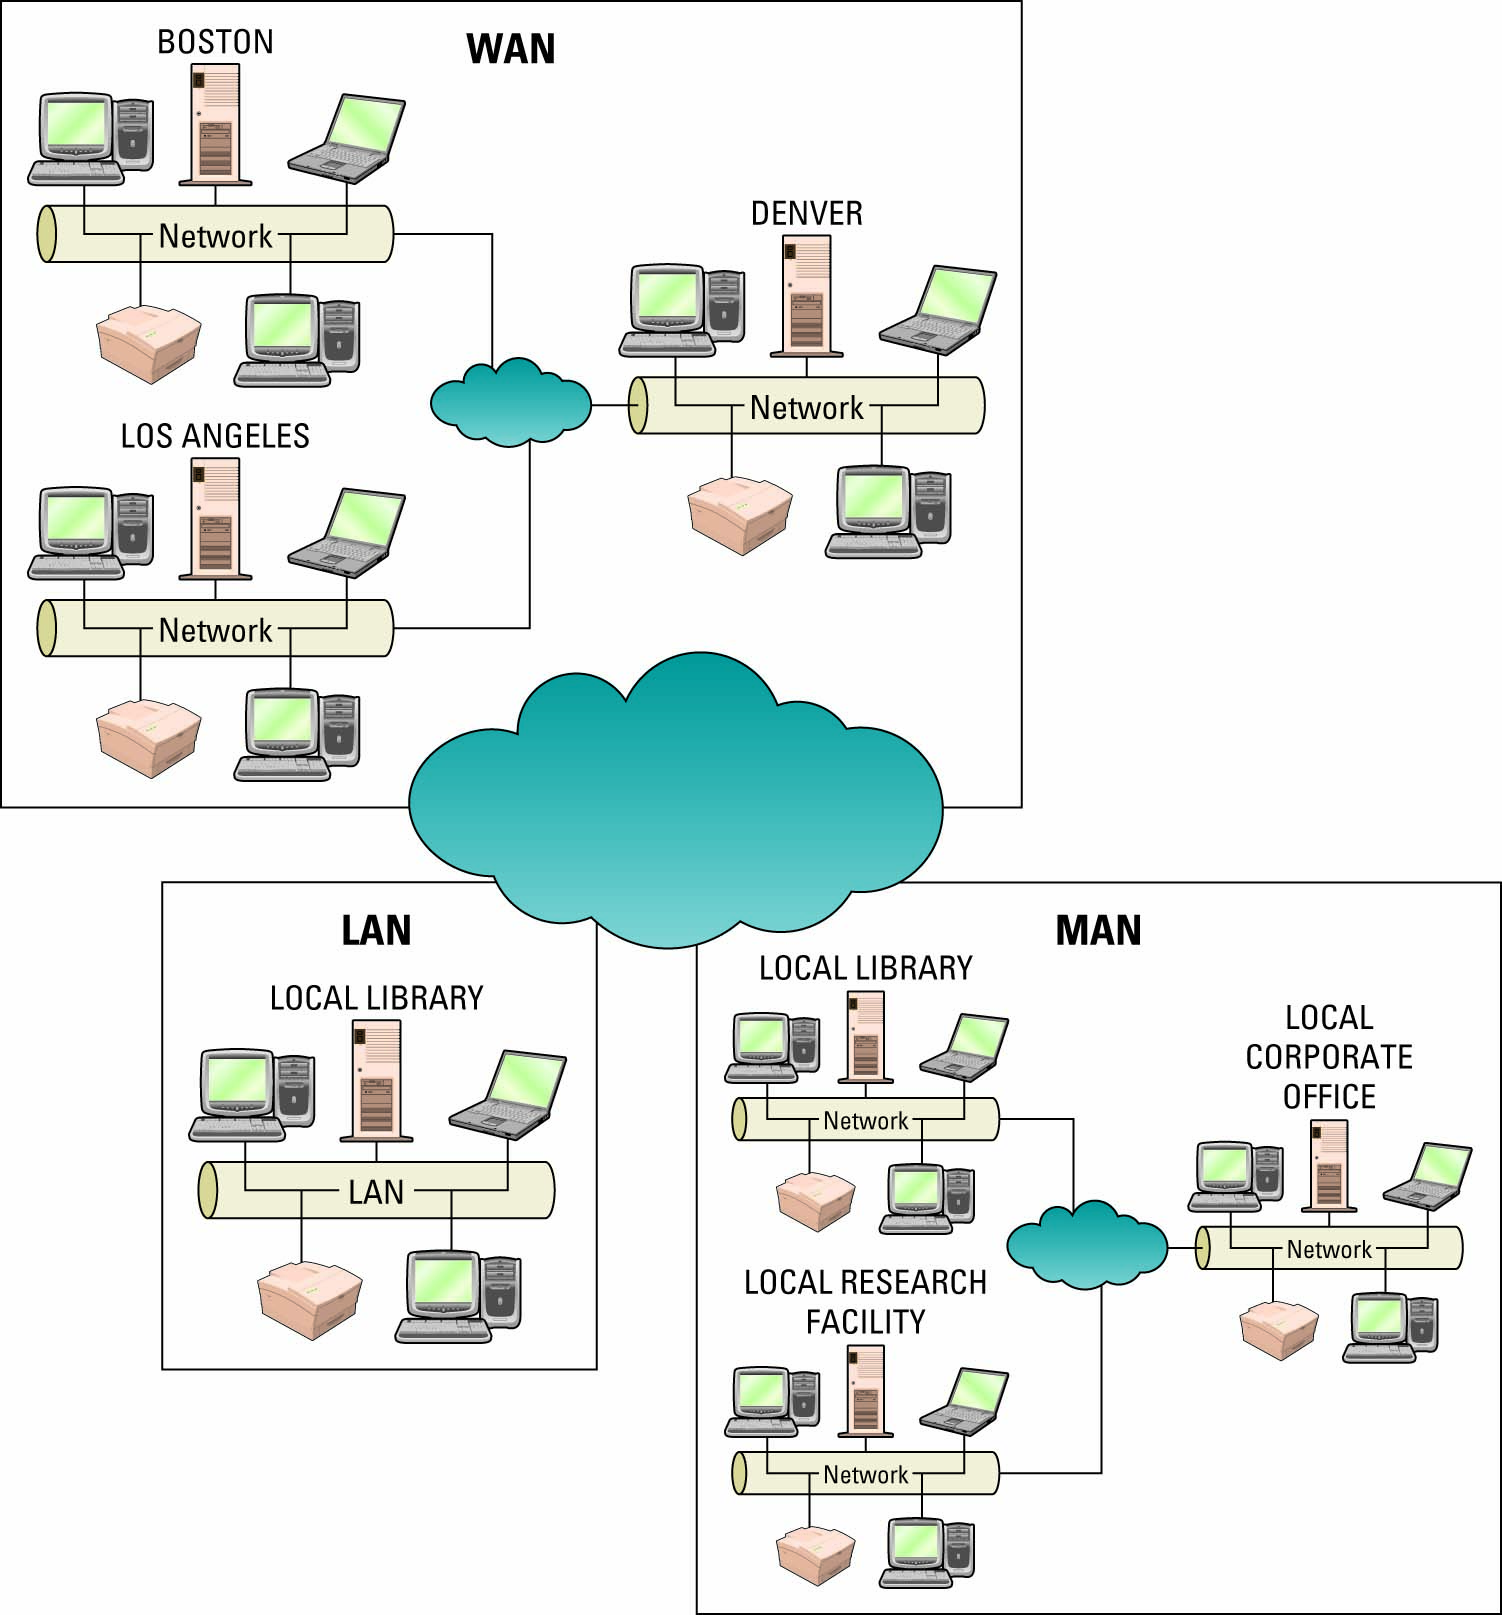 WAN
BOSTON
Network
DENVER
Network
LOS ANGELES
Network
LAN
LOCAL LIBRARY
LAN
MAN
LOCAL LIBRARY
Network
LOCAL
CORPORATE
OFFICE
Network
LOCAL RESEARCH
FACILITY
Network